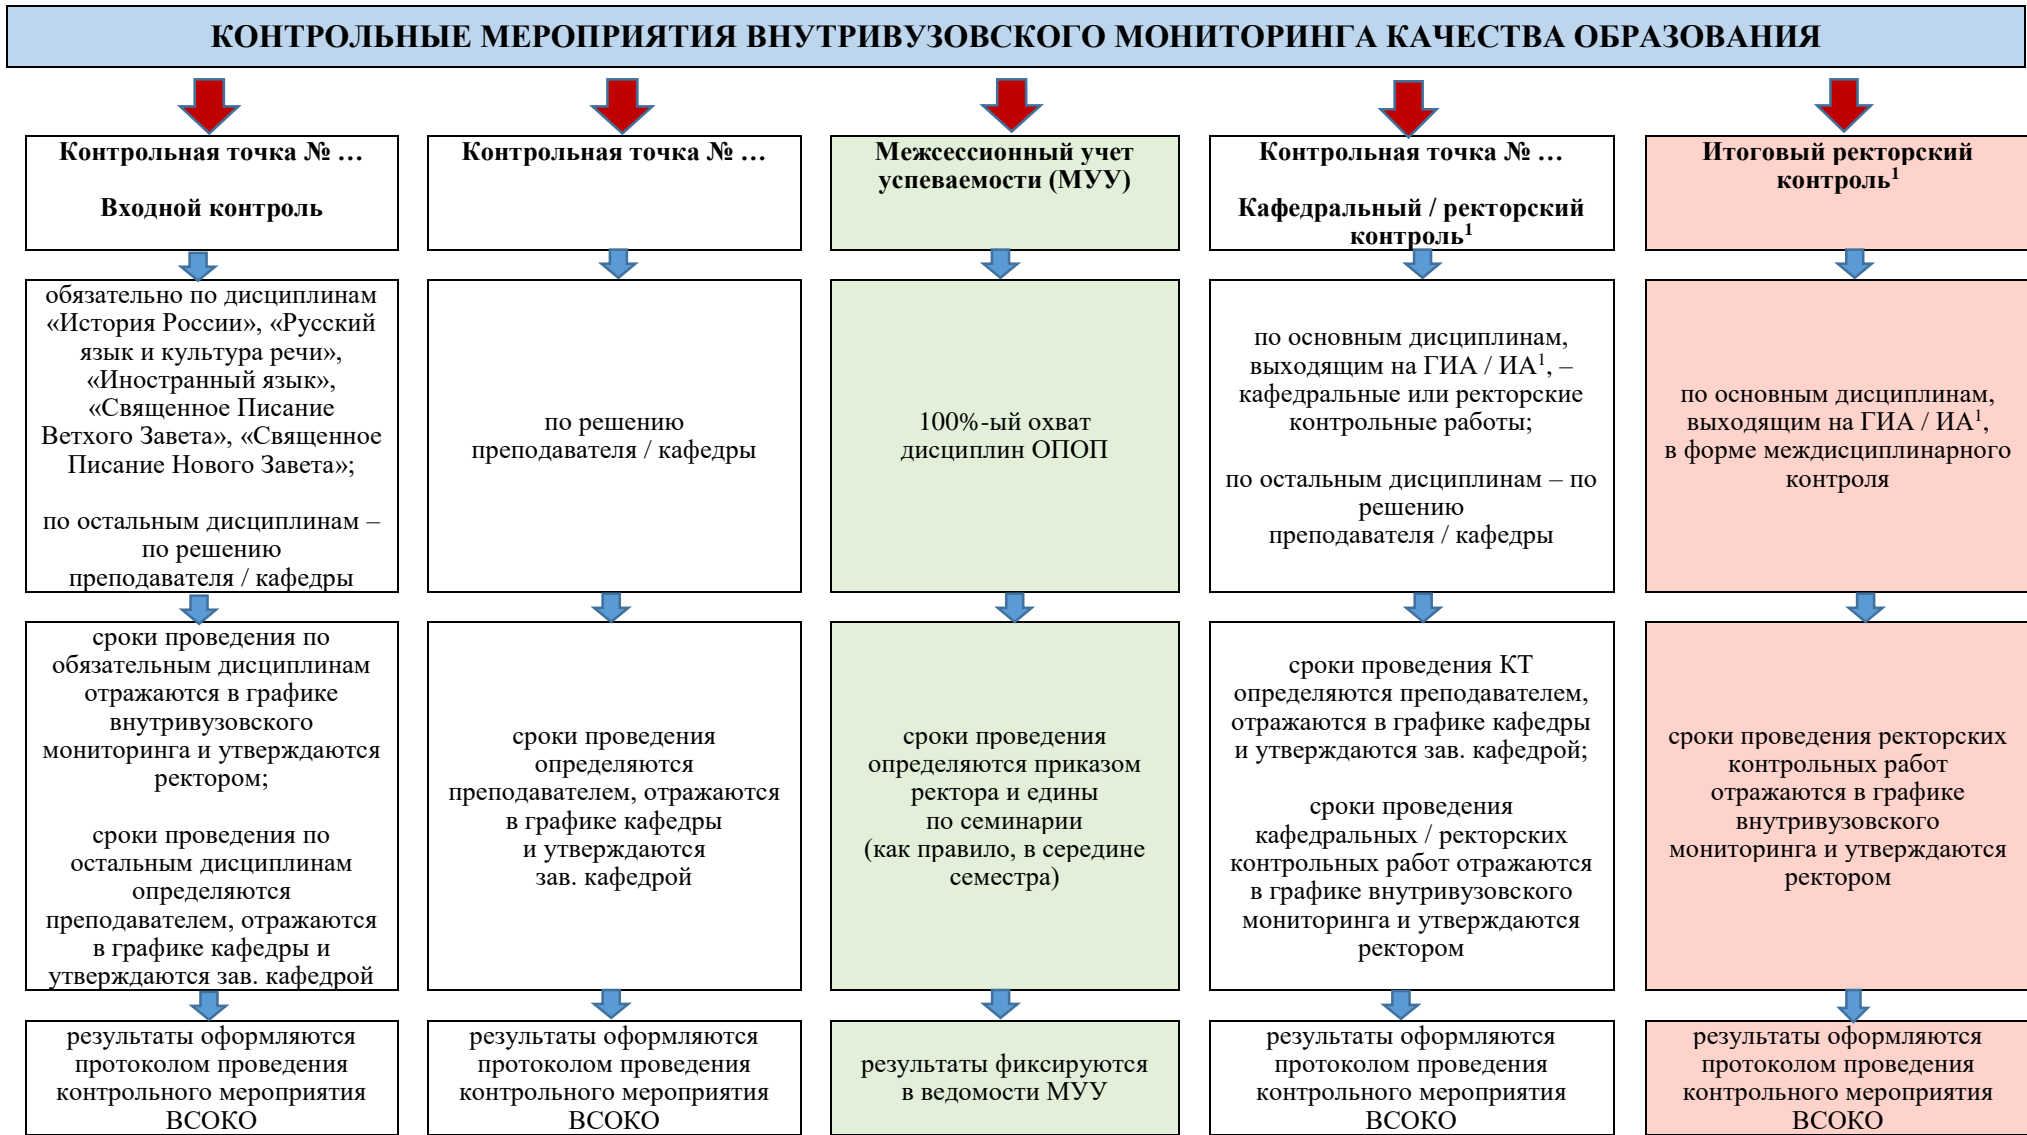 КОНТРОЛЬНЫЕ МЕРОПРИЯТИЯ ВНУТРИВУЗОВСКОГО МОНИТОРИНГА КАЧЕСТВА ОБРАЗОВАНИЯ
Контрольная точка № …
Входной контроль
обязательно по дисциплинам
«История России», «Русский
язык и культура речи»,
«Иностранный язык»,
«Священное Писание
Ветхого Завета», «Священное
Писание Нового Завета»;
по остальным дисциплинам –
по решению
преподавателя / кафедры
сроки проведения по
обязательным дисциплинам
отражаются в графике
внутривузовского
мониторинга и утверждаются
ректором;
сроки проведения по
остальным дисциплинам
определяются
преподавателем, отражаются
в графике кафедры и
утверждаются зав. кафедрой
результаты оформляются
протоколом проведения
контрольного мероприятия
ВСОКО
Контрольная точка № …
по решению
преподавателя / кафедры
сроки проведения
определяются
преподавателем, отражаются
в графике кафедры
и утверждаются
зав. кафедрой
результаты оформляются
протоколом проведения
контрольного мероприятия
ВСОКО
Межсессионный учет
успеваемости (МУУ)
100%-ый охват
дисциплин ОПОП
сроки проведения
определяются приказом
ректора и едины
по семинарии
(как правило, в середине
семестра)
результаты фиксируются
в ведомости МУУ
Контрольная точка № …
Кафедральный / ректорский
контроль¹
по основным дисциплинам,
выходящим на ГИА / ИА¹, –
кафедральные или ректорские
контрольные работы;
по остальным дисциплинам – по
решению
преподавателя / кафедры
сроки проведения КТ
определяются преподавателем,
отражаются в графике кафедры
и утверждаются зав. кафедрой;
сроки проведения
кафедральных / ректорских
контрольных работ отражаются
в графике внутривузовского
мониторинга и утверждаются
ректором
результаты оформляются
протоколом проведения
контрольного мероприятия
ВСОКО
Итоговый ректорский
контроль¹
по основным дисциплинам,
выходящим на ГИА / ИА¹,
в форме междисциплинарного
контроля
сроки проведения ректорских
контрольных работ
отражаются в графике
внутривузовского
мониторинга и утверждаются
ректором
результаты оформляются
протоколом проведения
контрольного мероприятия
ВСОКО